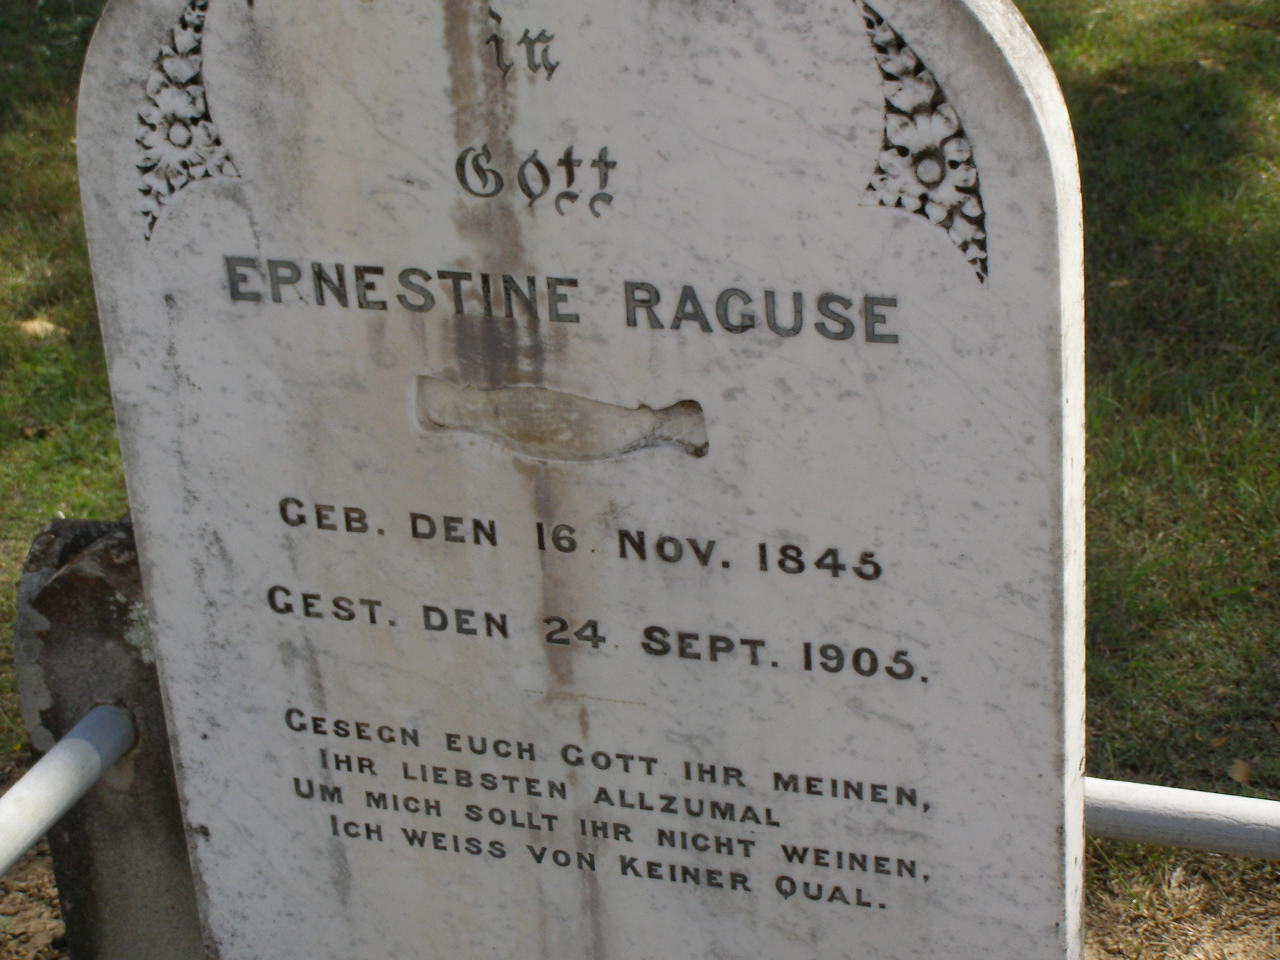 in
Gott
ERNESTINE RAGUSE
GEB. DEN 16. NOV. 1845
GEST. DEN 24. SEPT. 1905.
GESEGN EUCH GOTT IHR MEINEN,
IHR LIEBSTEN ALLZUMAL
UM MICH SOLLT IHR NICHT WEINEN,
ICH WEISS VON KEINER QUAL.